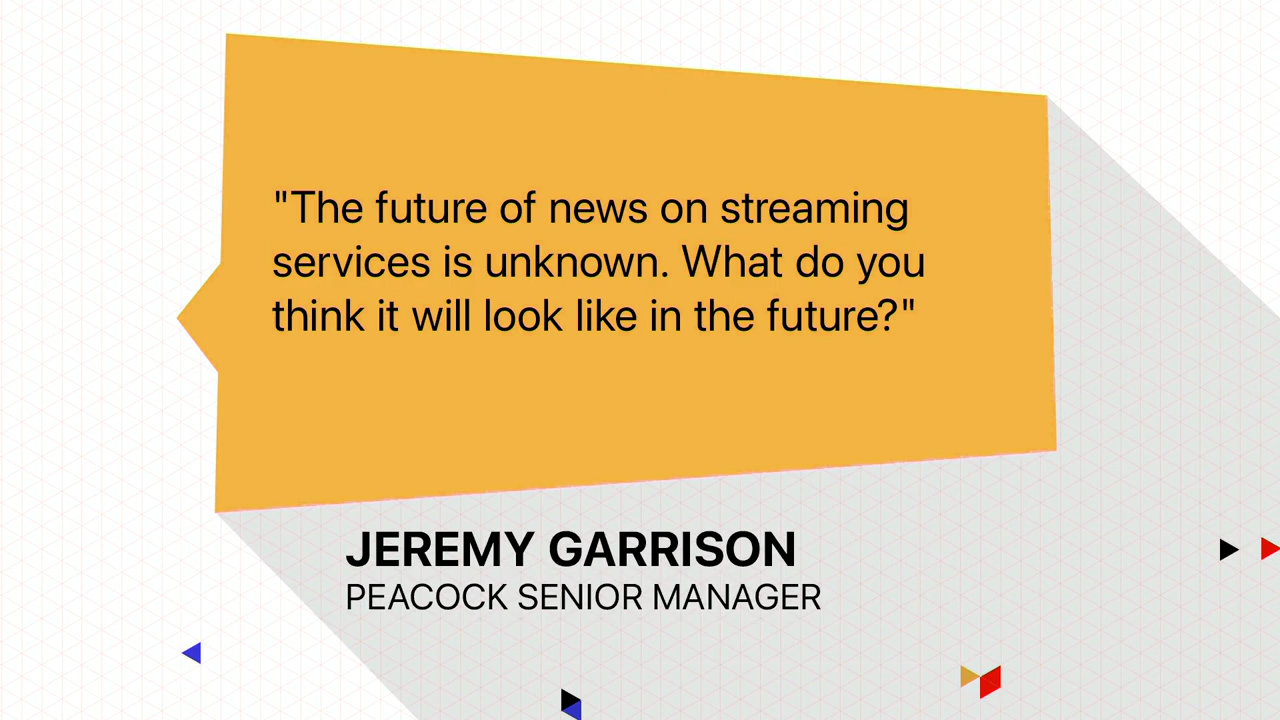 "The future of news on streaming
services is unknown. What do you
think it will look like in the future?"
JEREMY GARRISON
PEACOCK SENIOR MANAGER